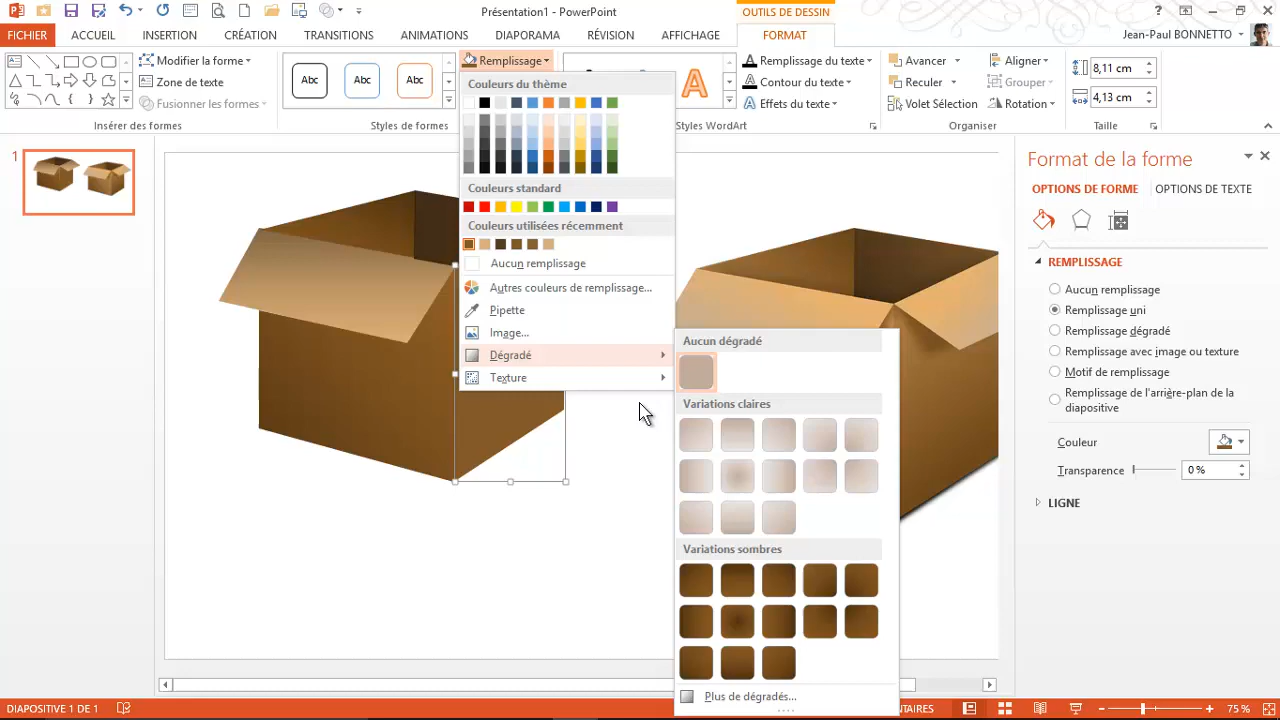 Présentation1 - PowerPoint
OUTILS DE DESSIN
FICHIER
ACCUEIL
INSERTION
CRÉATION
TRANSITIONS
ANIMATIONS
DIAPORAMA
RÉVISION
AFFICHAGE
FORMAT
Jean-Paul BONNETTO
Modifier la forme
Zone de texte
Fusionner les formes
Insérer des formes
Abc
Abc
Abc
Styles de formes
Remplissage
Remplissage du texte
Contour du texte
Effets du texte
Styles WordArt
Avancer
Reculer
Volet Sélection
Aligner
Grouper
Rotation
Organiser
8,11 cm
4,13 cm
Taille
1
Couleurs du thème
Couleurs standard
Couleurs utilisées récemment
Aucun remplissage
Autres couleurs de remplissage...
Pipette
Image...
Dégradé
Texture
Aucun dégradé
Variations claires
Variations sombres
Plus de dégradés...
Format de la forme
OPTIONS DE FORME
OPTIONS DE TEXTE
REMPLISSAGE
Aucun remplissage
Remplissage uni
Remplissage dégradé
Remplissage avec image ou texture
Motif de remplissage
Remplissage de l'arrière-plan de la
diapositive
Couleur
Transparence
0 %
LIGNE
DIAPOSITIVE 1 DE 1
75 %